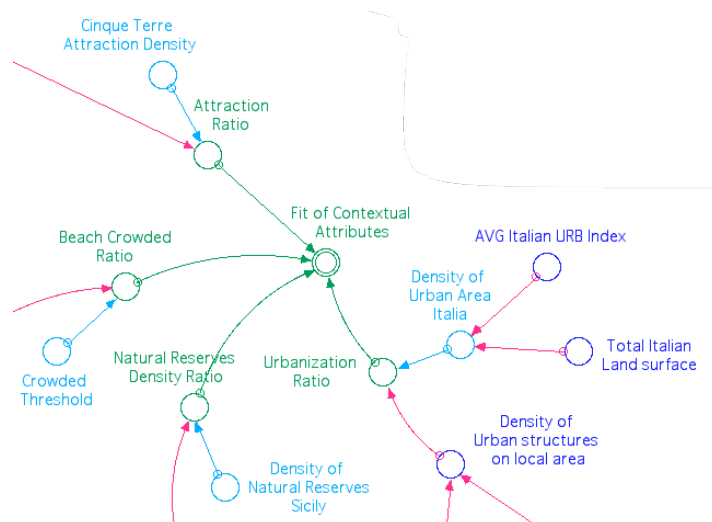 Cinque Terre
Attraction Density
Attraction
Ratio
Fit of Contextual
Attributes
Beach Crowded
Ratio
AVG Italian URB Index
Density of
Urban Area
Italia
Natural Reserves
Density Ratio
Urbanization
Ratio
Total Italian
Land surface
Crowded
Threshold
Density of
Urban structures
on local area
Density of
Natural Reserves
Sicily